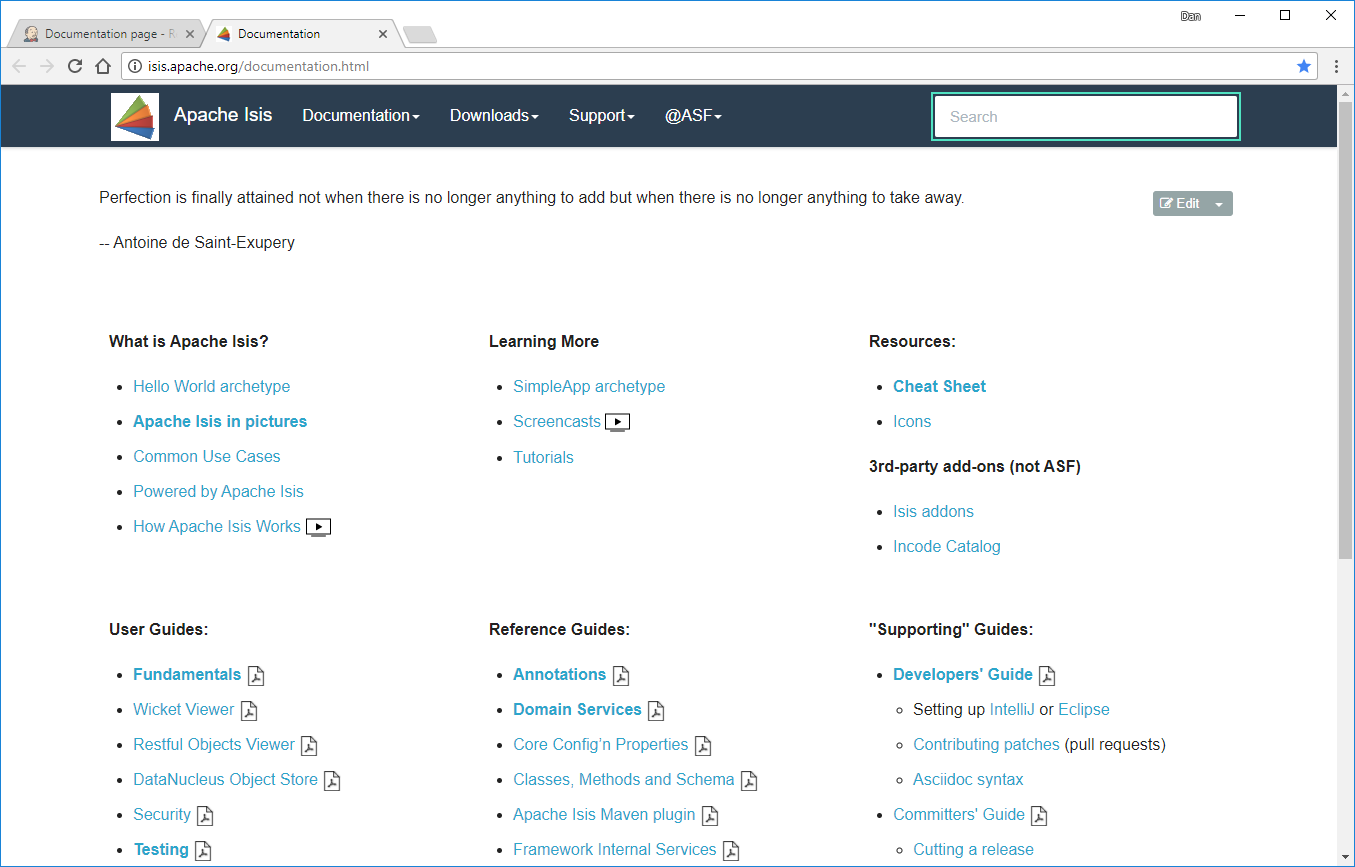 Dan
Documentation page - R
Documentation
isis.apache.org/documentation.html
Apache Isis
Documentation
Downloads
Support
@ASF
Search
Perfection is finally attained not when there is no longer anything to add but when there is no longer anything to take away.
Edit
-- Antoine de Saint-Exupery
What is Apache Isis?
Hello World archetype
Apache Isis in pictures
Common Use Cases
Powered by Apache Isis
How Apache Isis Works
Learning More
SimpleApp archetype
Screencasts
Tutorials
Resources:
Cheat Sheet
Icons
3rd-party add-ons (not ASF)
Isis addons
Incode Catalog
User Guides:
Fundamentals
Wicket Viewer
Restful Objects Viewer
DataNucleus Object Store
Security
Testing
Reference Guides:
Annotations
Domain Services
Core Config’n Properties
Classes, Methods and Schema
Apache Isis Maven plugin
Framework Internal Services
"Supporting" Guides:
Developers' Guide
Setting up IntelliJ or Eclipse
Contributing patches (pull requests)
Asciidoc syntax
Committers' Guide
Cutting a release